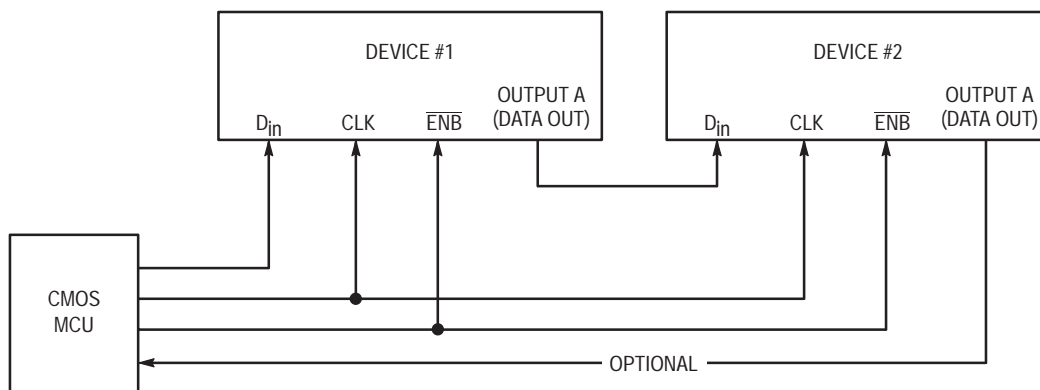 DEVICE #1
OUTPUT A
(DATA OUT)
Din
CLK
ENB
DEVICE #2
OUTPUT A
(DATA OUT)
Din
CLK
ENB
CMOS
MCU
OPTIONAL